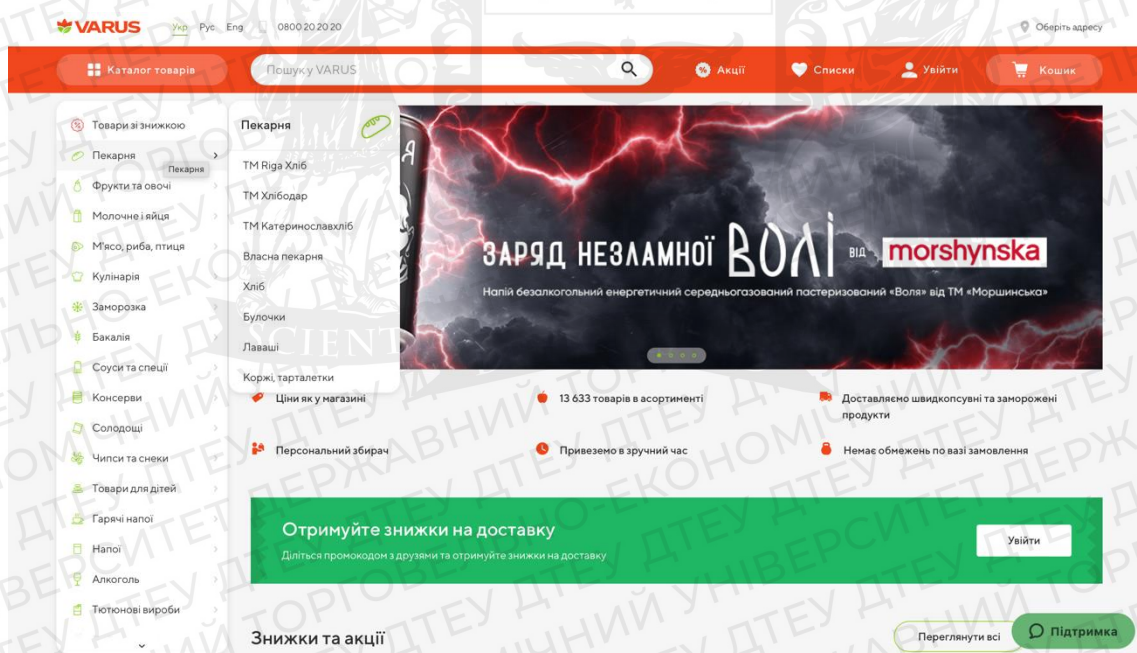 VARUS
Укр Рус Eng 0800 20 20 20
Оберіть адресу
Каталог товарів
Пошук у VARUS
Акції
Списки
Увійти
Кошик
Товари зі знижкою
Пекарня
Пекарня
Фрукти та овочі
Молочне і яйця
М'ясо, риба, птиця
Кулінарія
Заморозка
Бакалія
Соуси та спеції
Консерви
Солодощі
Чипси та снеки
Товари для дітей
Гарячі напої
Напої
Алкоголь
Тютюнові вироби
Пекарня
ТМ Riga Хліб
ТМ Хлібодар
ТМ Катеринославхліб
Власна пекарня
Хліб
Булочки
Лаваші
Коржі, тарталетки
ЗАРЯД НЕЗЛАМНОЇ ВОЛІ ВІД morshynska
Напій безалкогольний енергетичний середньогазований пастеризований «Воля» від ТМ «Моршинська»
Ціни як у магазині
13 633 товарів в асортименті
Доставляємо швидкопсувні та заморожені
продукти
Персональний збирач
Привеземо в зручний час
Немає обмежень по вазі замовлення
Отримуйте знижки на доставку
Діліться промокодом з друзями та отримуйте знижки на доставку
Увійти
Знижки та акції
Переглянути всі
Підтримка